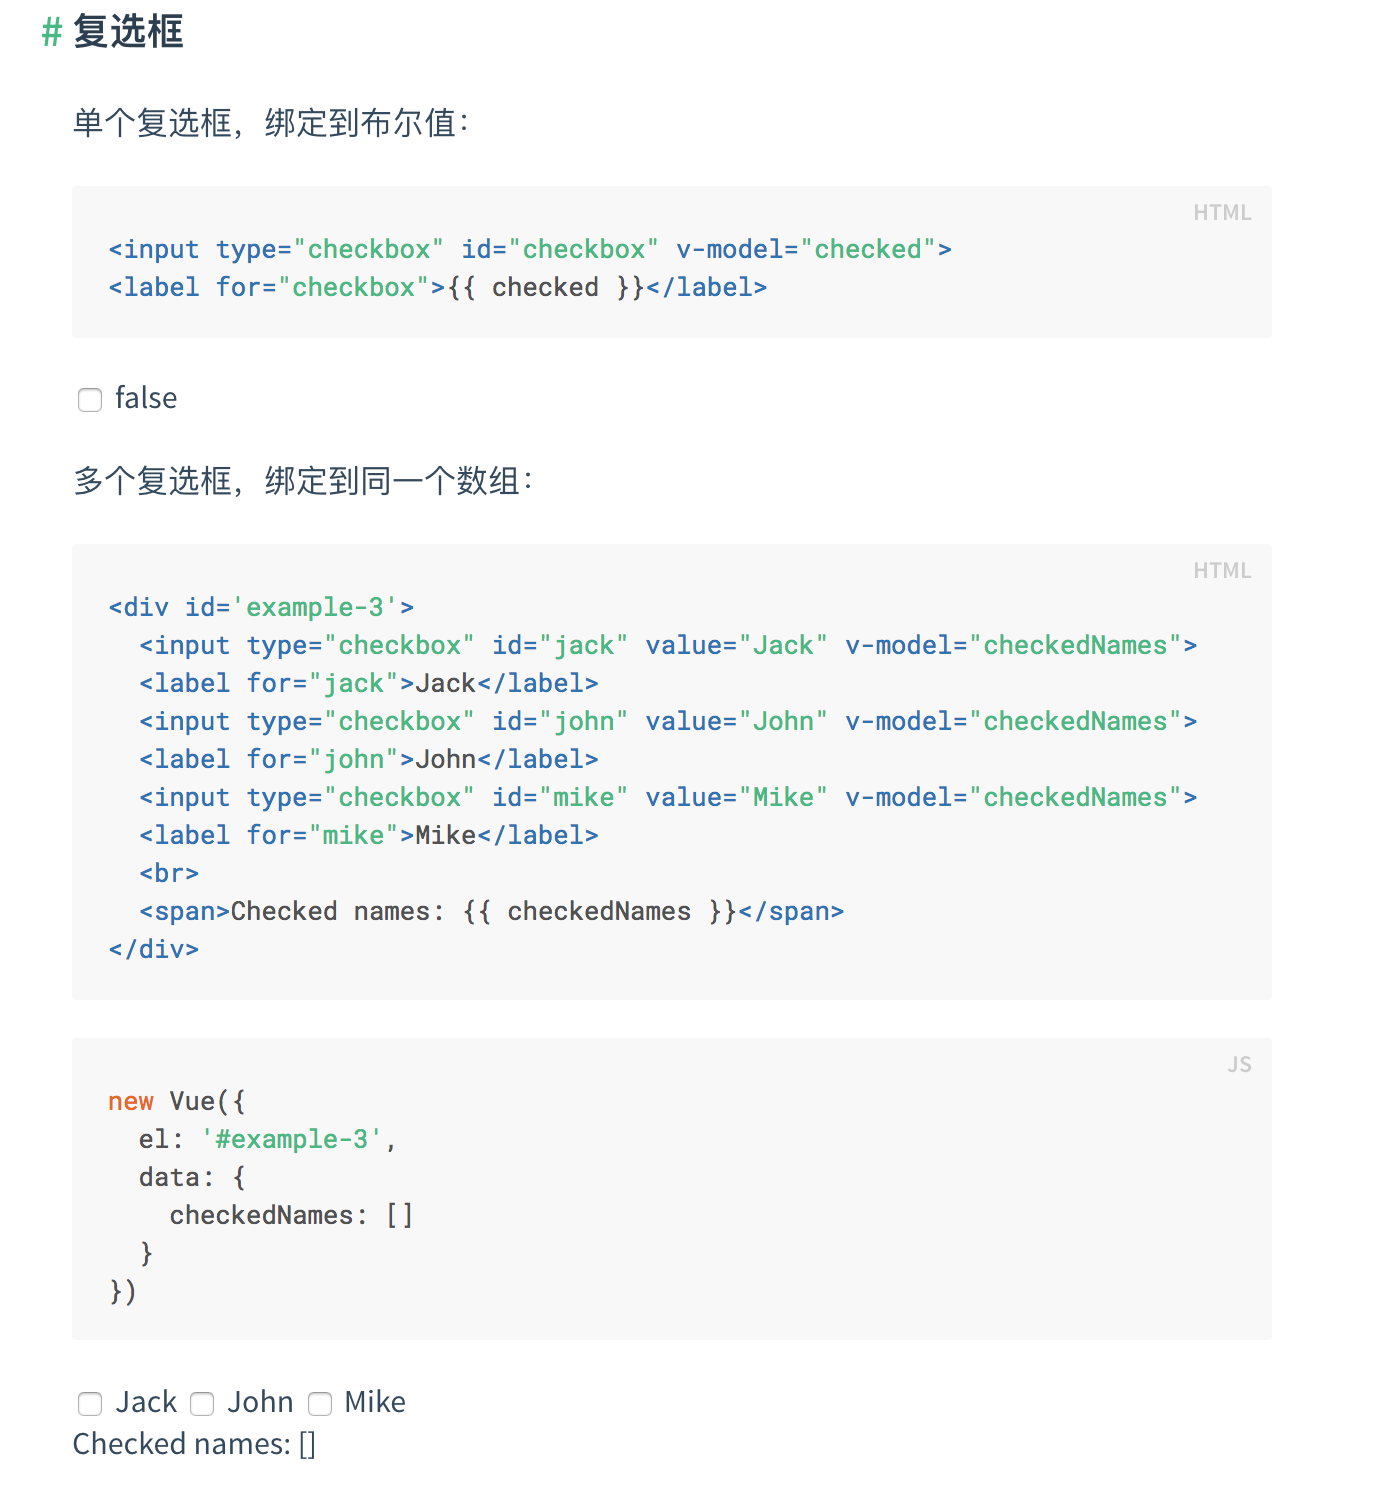 # 复选框
单个复选框，绑定到布尔值：
HTML
<input type="checkbox" id="checkbox" v-model="checked">
<label for="checkbox">{{ checked }}</label>
false
多个复选框，绑定到同一个数组：
HTML
<div id='example-3'>
  <input type="checkbox" id="jack" value="Jack" v-model="checkedNames">
  <label for="jack">Jack</label>
  <input type="checkbox" id="john" value="John" v-model="checkedNames">
  <label for="john">John</label>
  <input type="checkbox" id="mike" value="Mike" v-model="checkedNames">
  <label for="mike">Mike</label>
  <br>
  <span>Checked names: {{ checkedNames }}</span>
</div>
JS
new Vue({
  el: '#example-3',
  data: {
    checkedNames: []
  }
})
Jack John Mike
Checked names: []